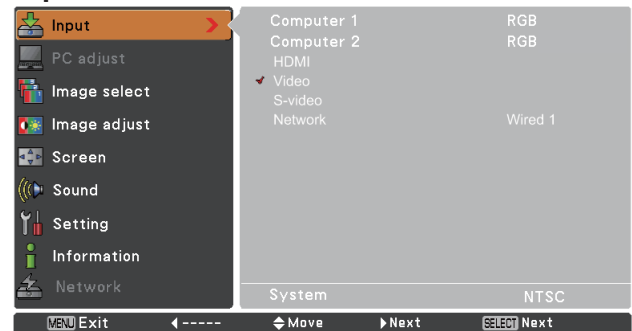 Input
PC adjust
Image select
Image adjust
Screen
Sound
Setting
Information
Network
Computer 1 RGB
Computer 2 RGB
HDMI
Video
S-video
Network Wired 1
System NTSC
MENU Exit ----- Move Next SELECT Next